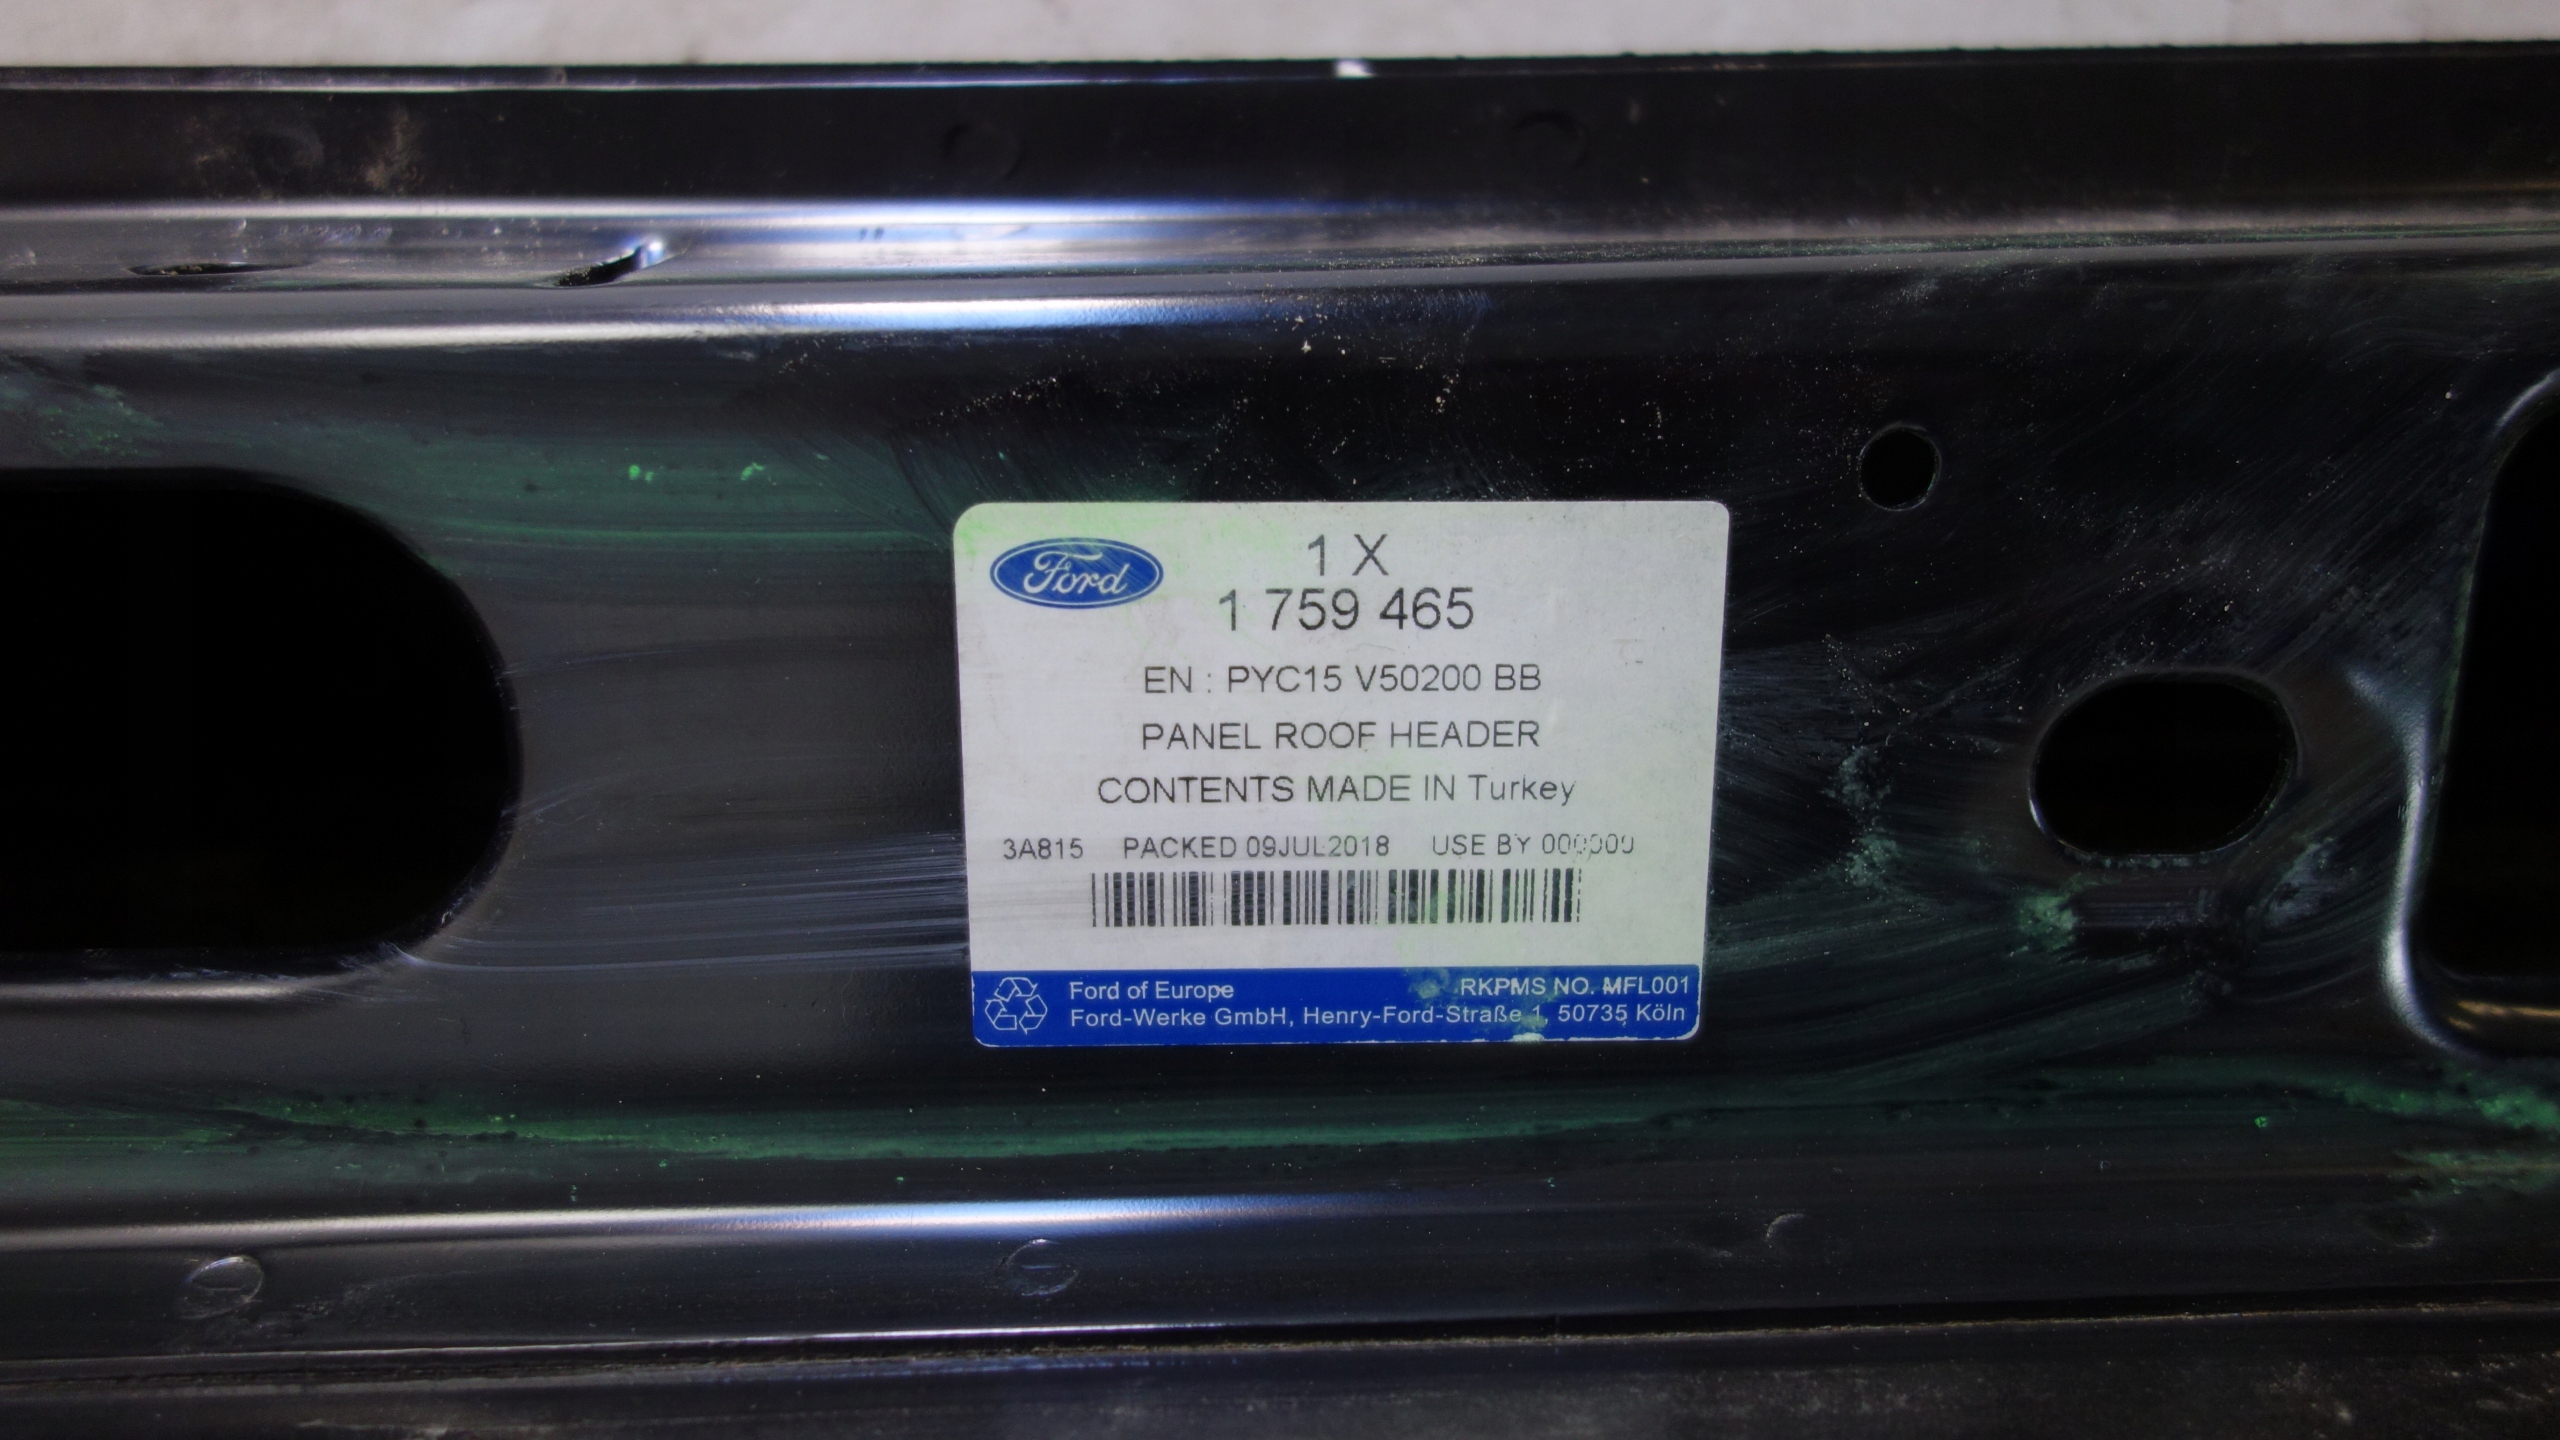 Ford
1 X
1 759 465
EN : PYC15 V50200 BB
PANEL ROOF HEADER
CONTENTS MADE IN Turkey
3A815 PACKED 09JUL2018 USE BY 000000
Ford of Europe RKPMS NO. MFL001
Ford-Werke GmbH, Henry-Ford-Straße 1, 50735 Köln